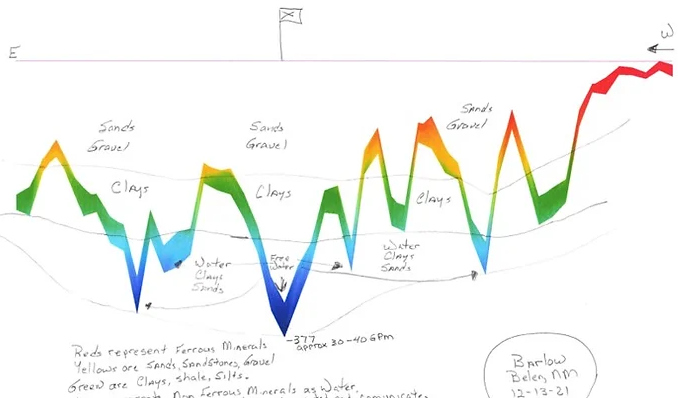 X
W
E
Sands
Gravel
Sands
Gravel
Sands
Gravel
Clays
Clays
Clays
Water
Clays
Sands
Free
Water
Water
Clays
Sands
-377
approx 30-40 GPM
Reds represent Ferrous Minerals
Yellows are Sands, Sandstones, Gravel
Green are Clays, Shale, Silts.
Non Ferrous Minerals as Water,
Barlow
Belen, NM
12-13-21